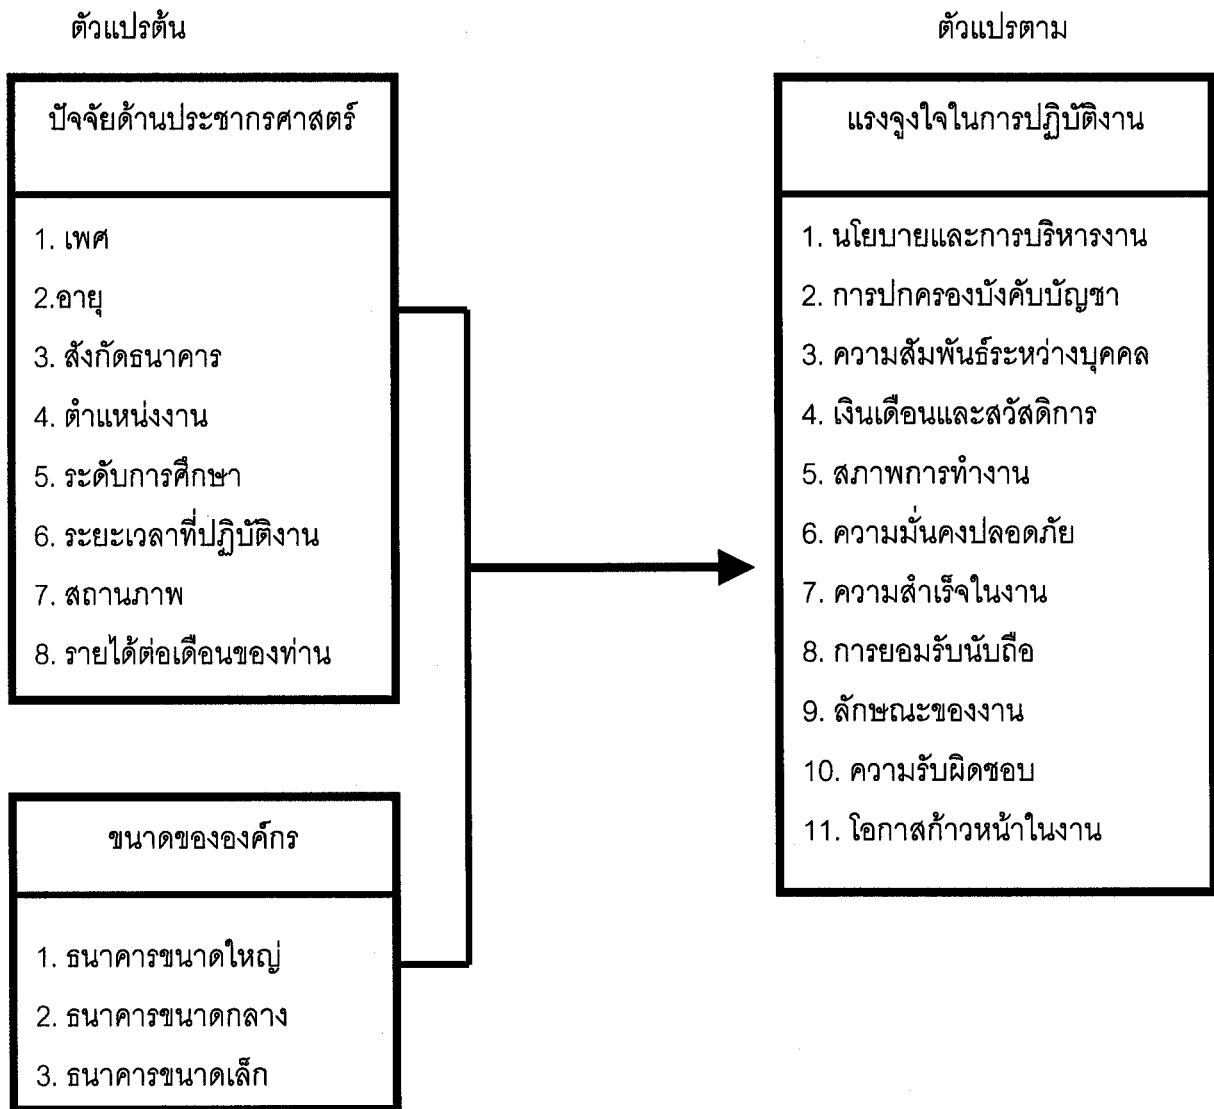 ตัวแปรต้น
ตัวแปรตาม
ปัจจัยด้านประชากรศาสตร์
1. เพศ
2.อายุ
3. สังกัดธนาคาร
4. ตำแหน่งงาน
5. ระดับการศึกษา
6. ระยะเวลาที่ปฏิบัติงาน
7. สถานภาพ
8. รายได้ต่อเดือนของท่าน
ขนาดขององค์กร
1. ธนาคารขนาดใหญ่
2. ธนาคารขนาดกลาง
3. ธนาคารขนาดเล็ก
แรงจูงใจในการปฏิบัติงาน
1. นโยบายและการบริหารงาน
2. การปกครองบังคับบัญชา
3. ความสัมพันธ์ระหว่างบุคคล
4. เงินเดือนและสวัสดิการ
5. สภาพการทำงาน
6. ความมั่นคงปลอดภัย
7. ความสำเร็จในงาน
8. การยอมรับนับถือ
9. ลักษณะของงาน
10. ความรับผิดชอบ
11. โอกาสก้าวหน้าในงาน